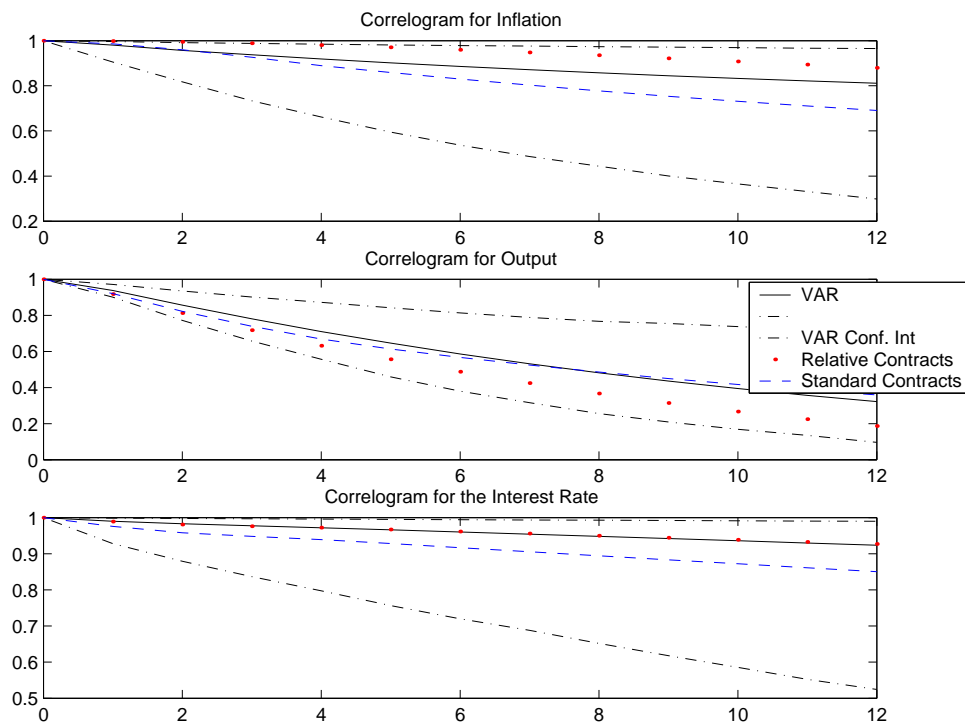 Correlogram for Inflation
1
0.8
0.6
0.4
0.2
0 2 4 6 8 10 12
Correlogram for Output
1
0.8
0.6
0.4
0.2
0
0 2 4 6 8 10 12
VAR
VAR Conf. Int
Relative Contracts
Standard Contracts
Correlogram for the Interest Rate
1
0.9
0.8
0.7
0.6
0.5
0 2 4 6 8 10 12